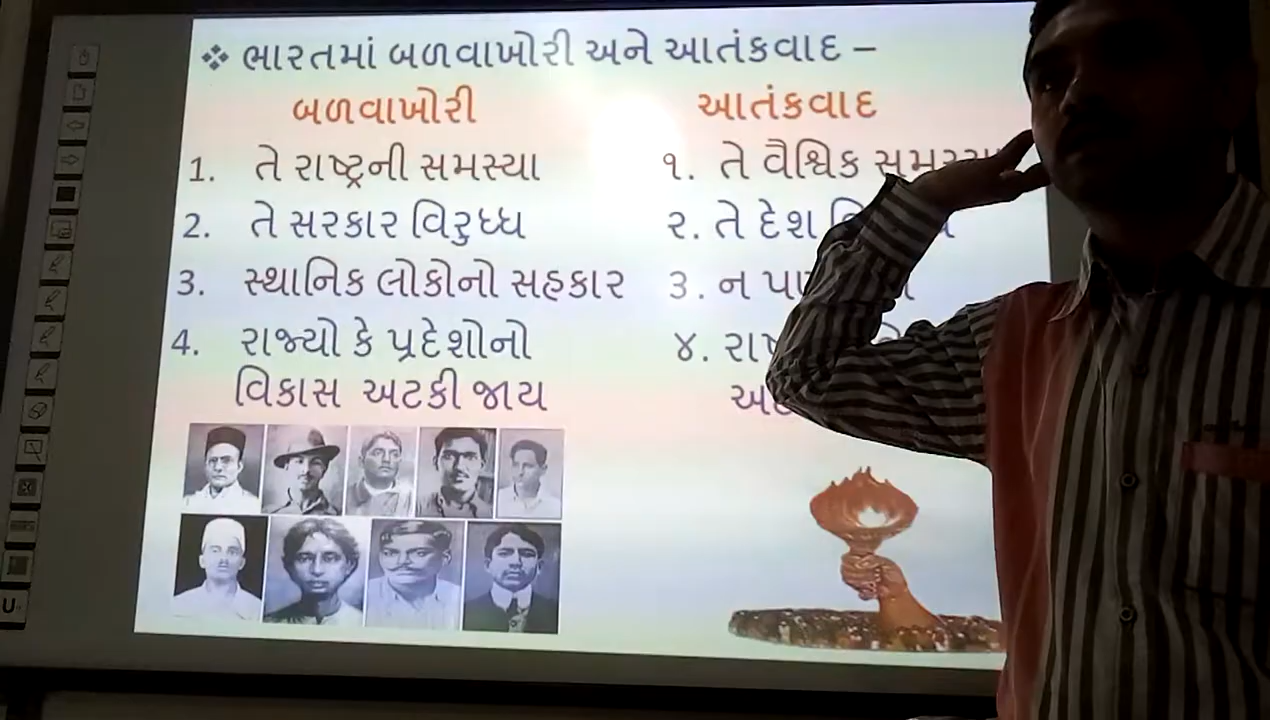 ❖ ભારતમાં બળવાખોરી અને આતંકવાદ –
બળવાખોરી
1. તે રાષ્ટ્રની સમસ્યા
2. તે સરકાર વિરુધ્ધ
3. સ્થાનિક લોકોનો સહકાર
4. રાજ્યો કે પ્રદેશોનો
વિકાસ અટકી જાય
આતંકવાદ
૧. તે વૈશ્વિક
૨. તે દેશ
૩. ન
૪.